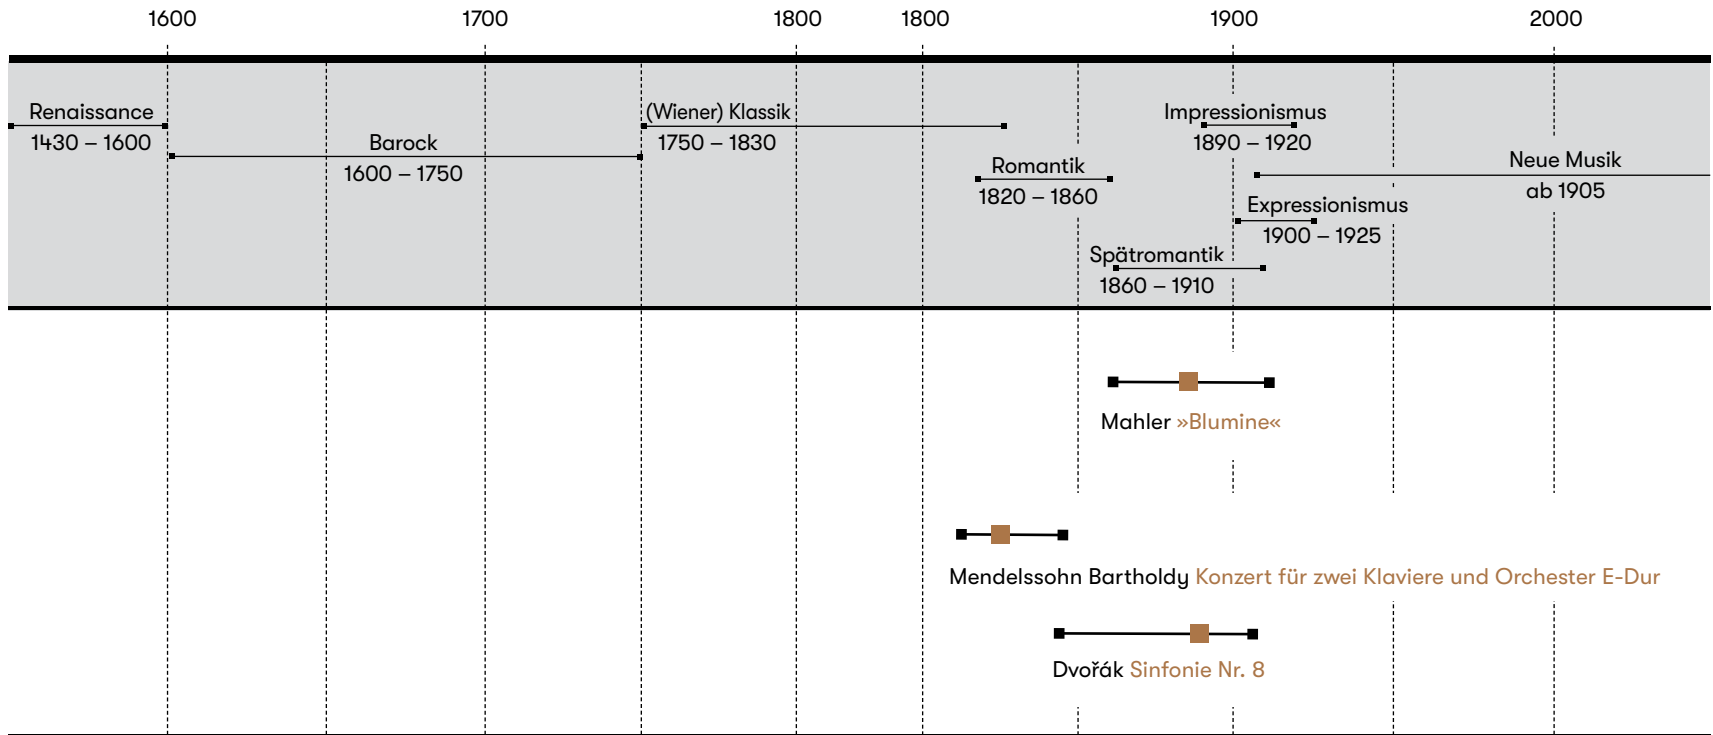 1600 1700 1800 1800 1900 2000
Renaissance
1430 – 1600
Barock
1600 – 1750
(Wiener) Klassik
1750 – 1830
Romantik
1820 – 1860
Impressionismus
1890 – 1920
Neue Musik
ab 1905
Expressionismus
1900 – 1925
Spätromantik
1860 – 1910
Mahler »Blumine«
Mendelssohn Bartholdy Konzert für zwei Klaviere und Orchester E-Dur
Dvořák Sinfonie Nr. 8